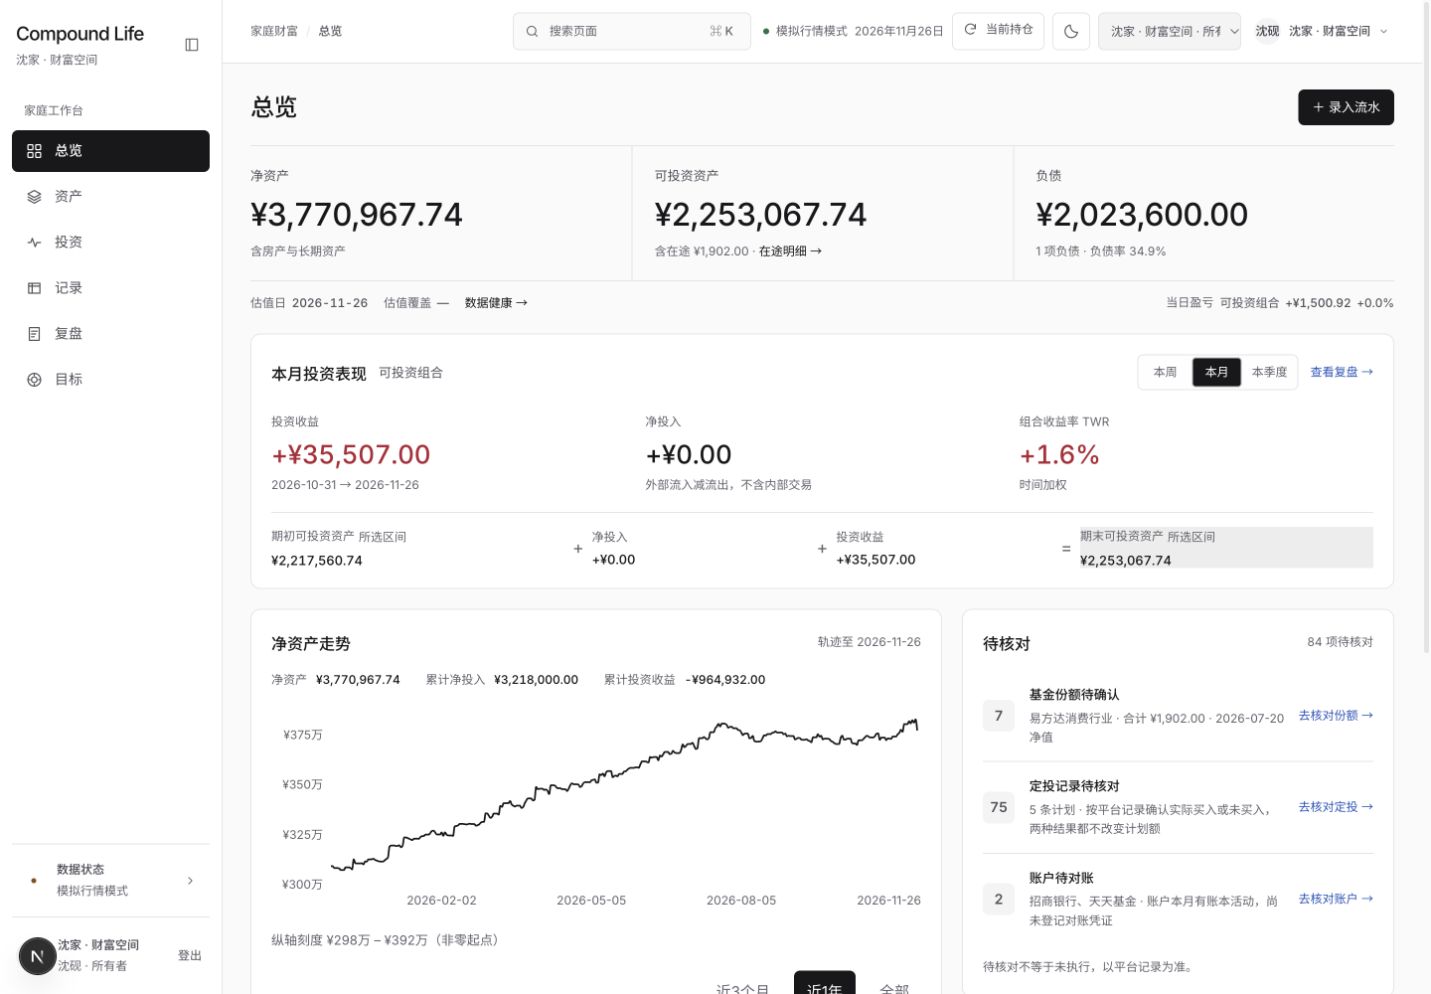 Compound Life
沈家 · 财富空间
家庭工作台
总览
资产
投资
记录
复盘
目标
数据状态
模拟行情模式
N
沈家 · 财富空间
沈砚 · 所有者
登出
家庭财富 / 总览
搜索页面 ⌘K
模拟行情模式 2026年11月26日
当前持仓
沈家 · 财富空间 · 所有
沈砚 沈家 · 财富空间
总览
+ 录入流水
净资产
¥3,770,967.74
含房产与长期资产
可投资资产
¥2,253,067.74
含在途 ¥1,902.00 · 在途明细 →
负债
¥2,023,600.00
1 项负债 · 负债率 34.9%
估值日 2026-11-26 估值覆盖 — 数据健康 →
当日盈亏 可投资组合 +¥1,500.92 +0.0%
本月投资表现 可投资组合
本周 本月 本季度 查看复盘 →
投资收益
+¥35,507.00
2026-10-31 → 2026-11-26
净投入
+¥0.00
外部流入减流出，不含内部交易
组合收益率 TWR
+1.6%
时间加权
期初可投资资产 所选区间
¥2,217,560.74
+
净投入
+¥0.00
+
投资收益
+¥35,507.00
=
期末可投资资产 所选区间
¥2,253,067.74
净资产走势
轨迹至 2026-11-26
净资产 ¥3,770,967.74 累计净投入 ¥3,218,000.00 累计投资收益 -¥964,932.00
¥375万
¥350万
¥325万
¥300万
2026-02-02 2026-05-05 2026-08-05 2026-11-26
纵轴刻度 ¥298万 – ¥392万（非零起点）
近3个月 近1年 全部
待核对
84 项待核对
7
基金份额待确认
易方达消费行业 · 合计 ¥1,902.00 · 2026-07-20
净值
去核对份额 →
75
定投记录待核对
5 条计划 · 按平台记录确认实际买入或未买入，
两种结果都不改变计划额
去核对定投 →
2
账户待对账
招商银行、天天基金 · 账户本月有账本活动，尚
未登记对账凭证
去核对账户 →
待核对不等于未执行，以平台记录为准。